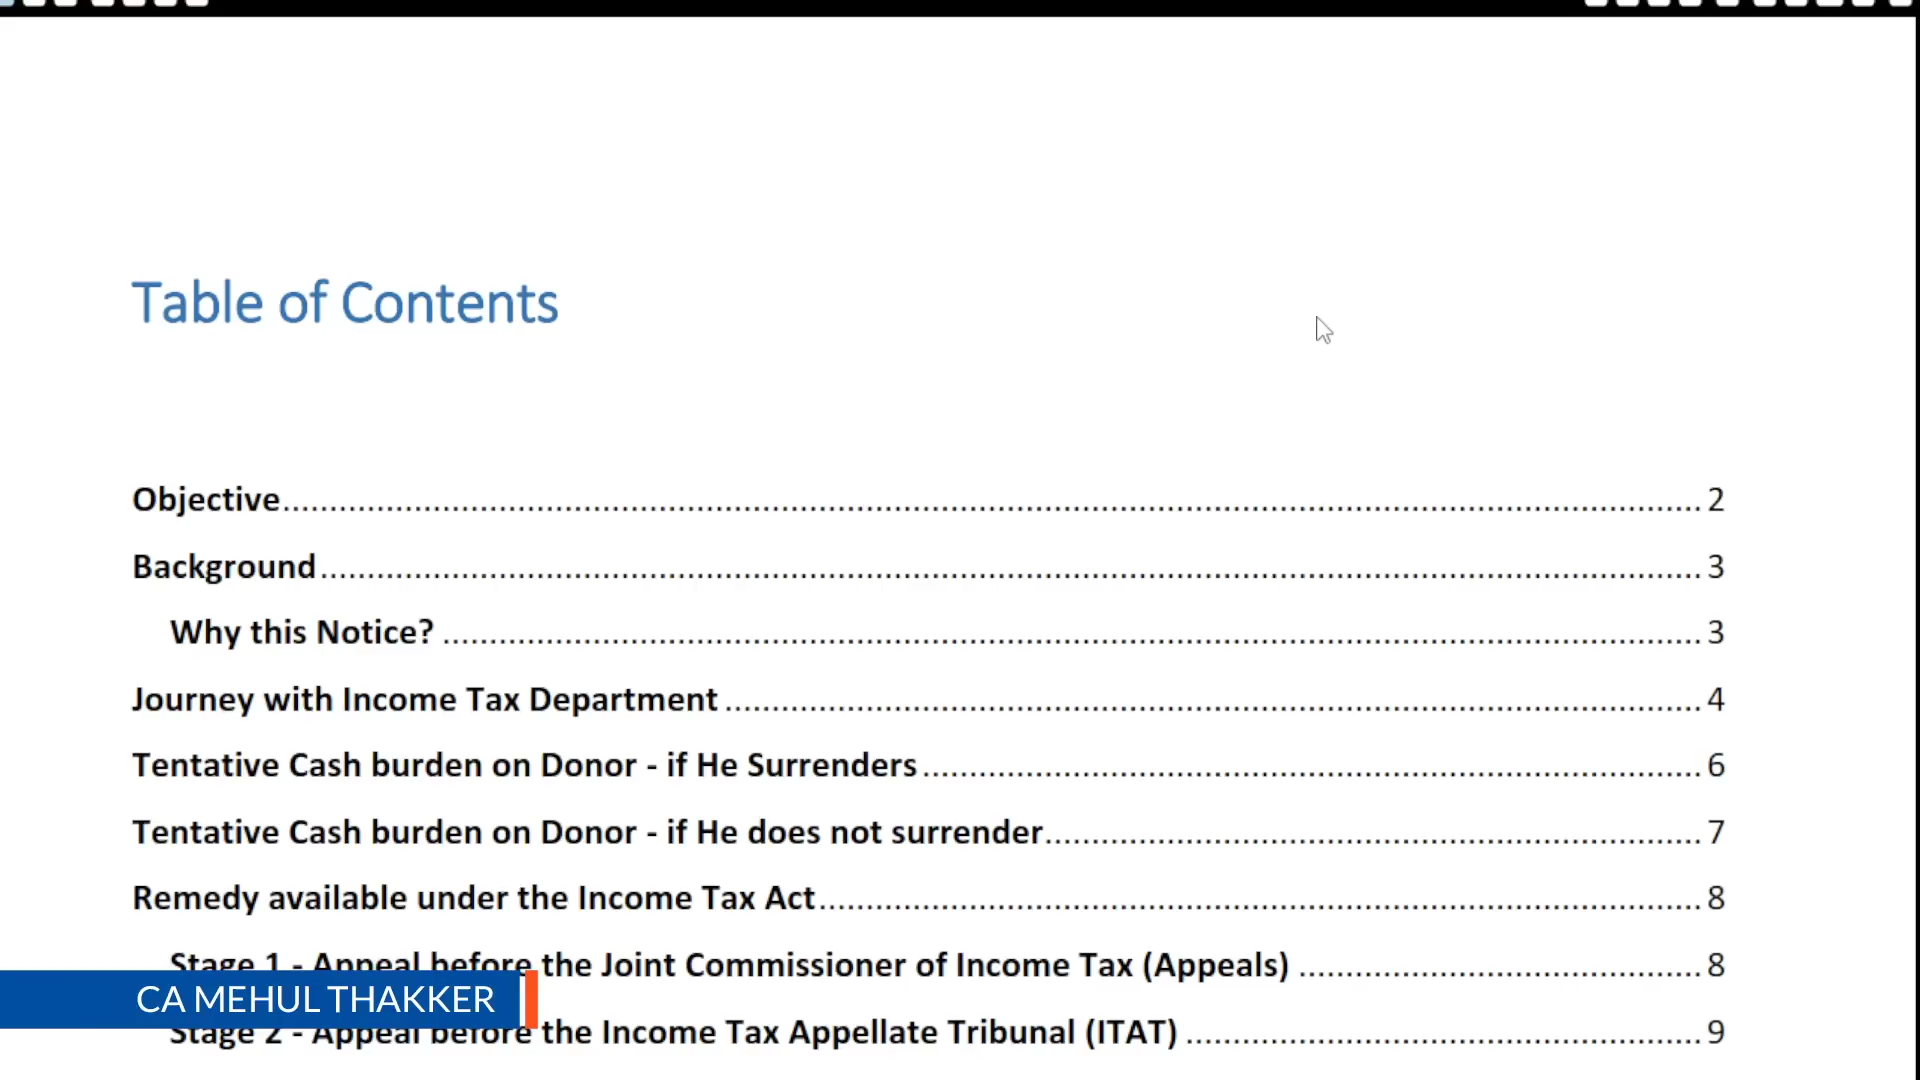 Table of Contents
Objective 2
Background 3
Why this Notice? 3
Journey with Income Tax Department 4
Tentative Cash burden on Donor - if He Surrenders 6
Tentative Cash burden on Donor - if He does not surrender 7
Remedy available under the Income Tax Act 8
Stage 1 - Appeal before the Joint Commissioner of Income Tax (Appeals) 8
CA MEHUL THAKKER
Stage 2 - Appeal before the Income Tax Appellate Tribunal (ITAT) 9